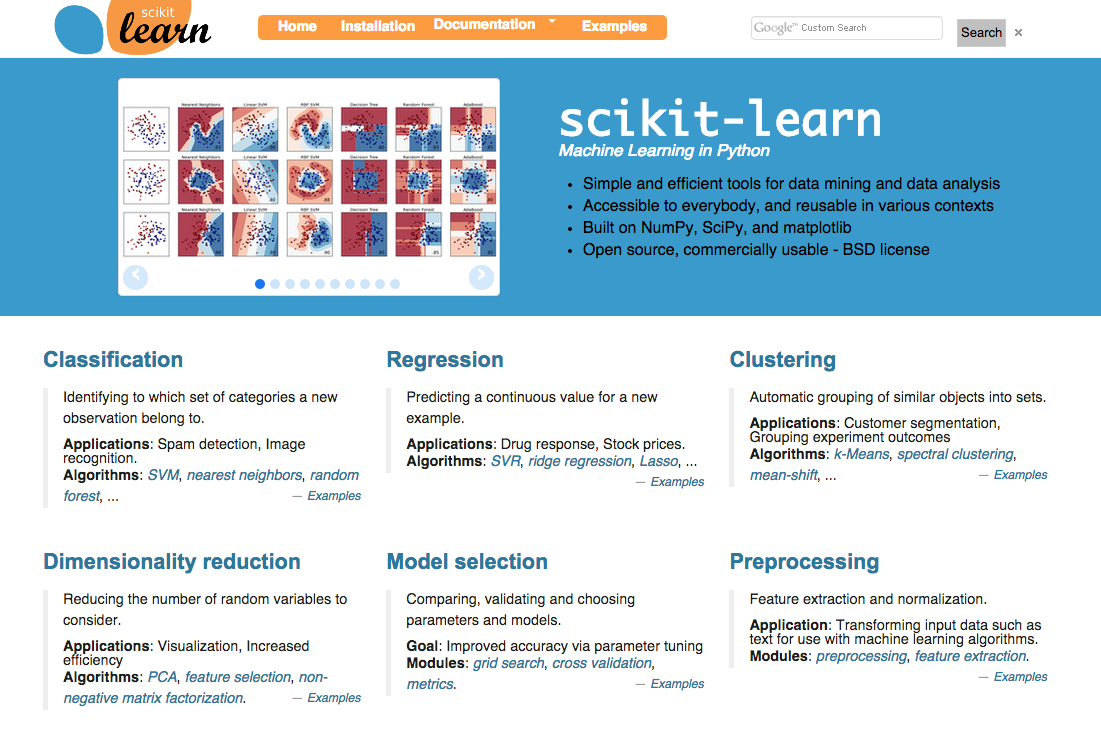 scikit
learn
Home Installation Documentation Examples
Google™ Custom Search
Search ×
Nearest Neighbors Linear SVM RBF SVM Decision Tree Random Forest AdaBoost
scikit-learn
Machine Learning in Python
Simple and efficient tools for data mining and data analysis
Accessible to everybody, and reusable in various contexts
Built on NumPy, SciPy, and matplotlib
Open source, commercially usable - BSD license
Classification
Identifying to which set of categories a new
observation belong to.
Applications: Spam detection, Image
recognition.
Algorithms: SVM, nearest neighbors, random
forest, ...
— Examples
Regression
Predicting a continuous value for a new
example.
Applications: Drug response, Stock prices.
Algorithms: SVR, ridge regression, Lasso, ...
— Examples
Clustering
Automatic grouping of similar objects into sets.
Applications: Customer segmentation,
Grouping experiment outcomes
Algorithms: k-Means, spectral clustering,
mean-shift, ...
— Examples
Dimensionality reduction
Reducing the number of random variables to
consider.
Applications: Visualization, Increased
efficiency
Algorithms: PCA, feature selection, non-
negative matrix factorization.
— Examples
Model selection
Comparing, validating and choosing
parameters and models.
Goal: Improved accuracy via parameter tuning
Modules: grid search, cross validation,
metrics.
— Examples
Preprocessing
Feature extraction and normalization.
Application: Transforming input data such as
text for use with machine learning algorithms.
Modules: preprocessing, feature extraction.
— Examples